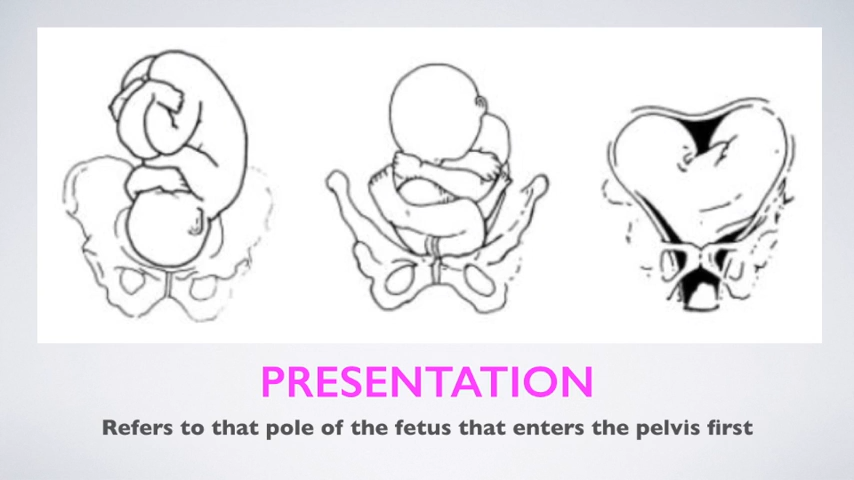 PRESENTATION
Refers to that pole of the fetus that enters the pelvis first